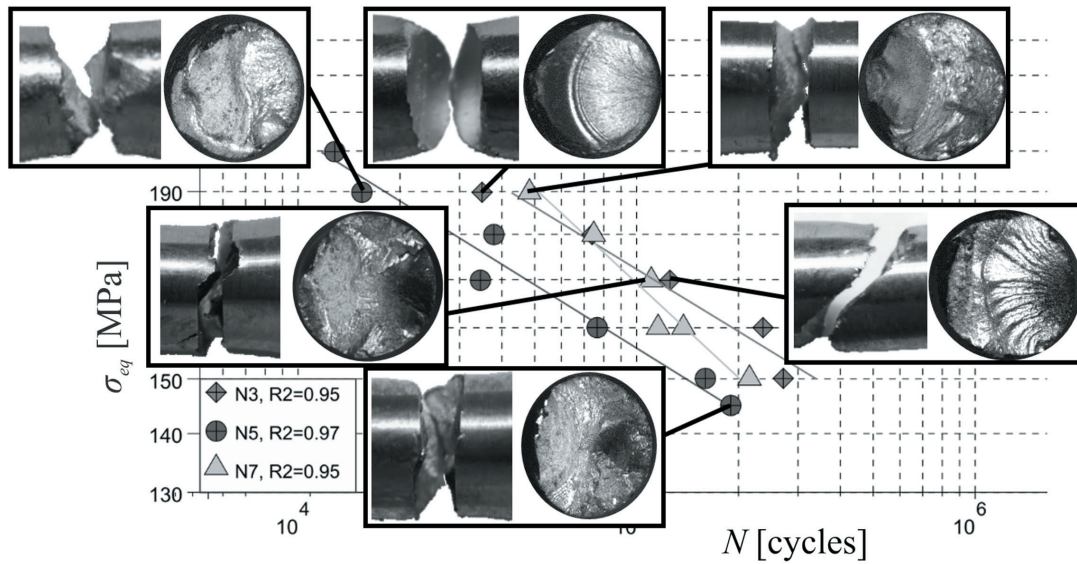 190
σeq [MPa]
150
140
130
N3, R2=0.95
N5, R2=0.97
N7, R2=0.95
10 4
10
10 6
N [cycles]